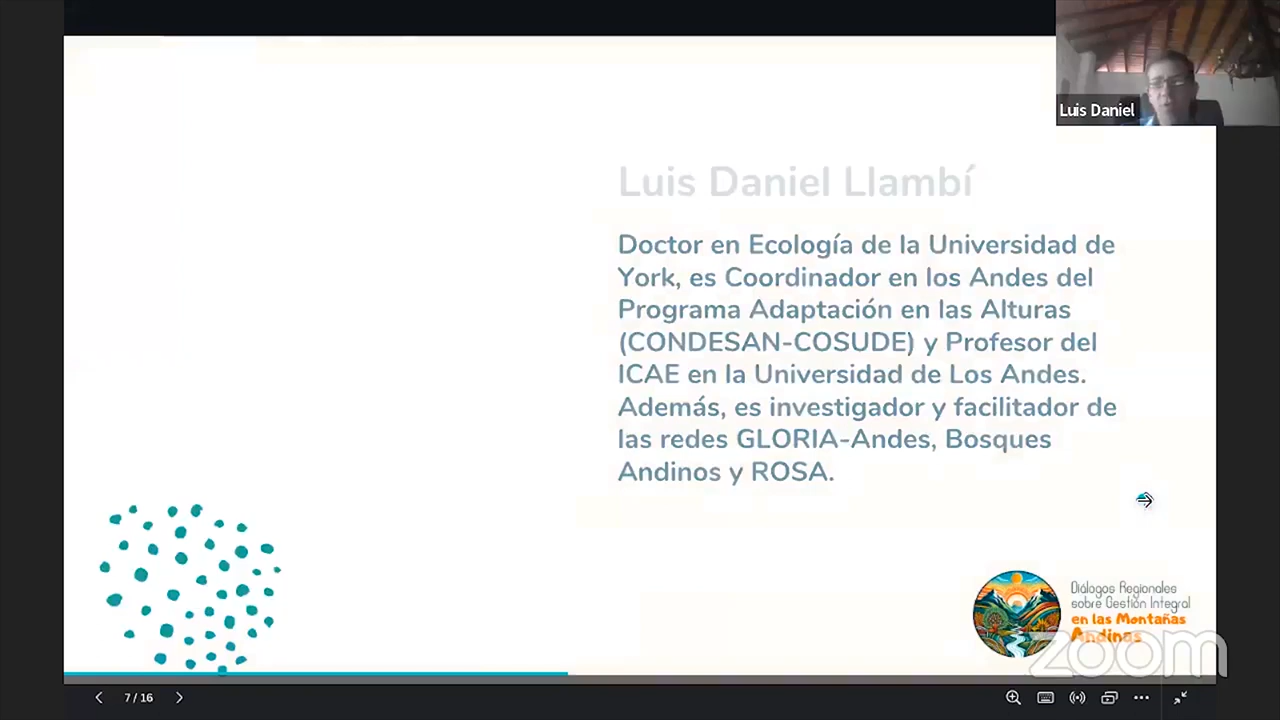 Luis Daniel
Luis Daniel Llambí
Doctor en Ecología de la Universidad de
York, es Coordinador en los Andes del
Programa Adaptación en las Alturas
(CONDESAN-COSUDE) y Profesor del
ICAE en la Universidad de Los Andes.
Además, es investigador y facilitador de
las redes GLORIA-Andes, Bosques
Andinos y ROSA.
Diálogos Regionales
sobre Gestión Integral
en las Montañas
Andinas
zoom
7 / 16